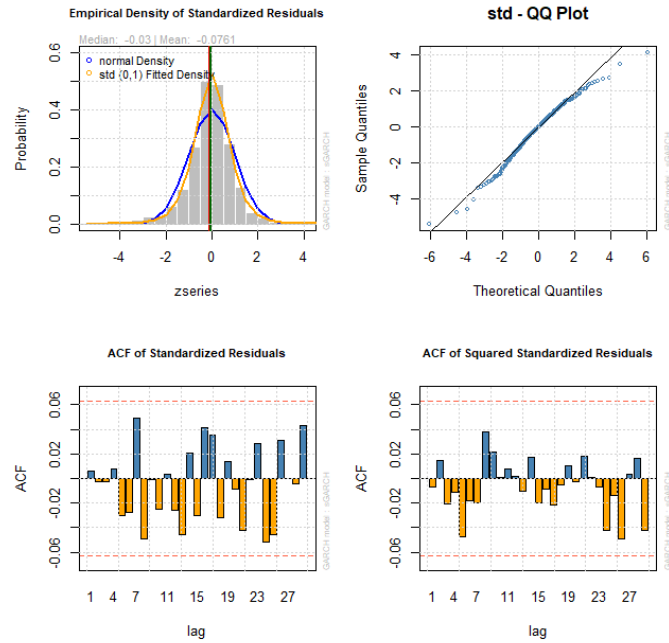 Empirical Density of Standardized Residuals
Median: -0.03 | Mean: -0.0761
normal Density
std (0,1) Fitted Density
Probability
0.0 0.2 0.4 0.6
-4 -2 0 2 4
zseries
GARCH model : sGARCH
std - QQ Plot
Sample Quantiles
-4 -2 0 2 4
-6 -4 -2 0 2 4 6
Theoretical Quantiles
GARCH model : sGARCH
ACF of Standardized Residuals
ACF
-0.06 -0.02 0.02 0.06
1 4 7 11 15 19 23 27
lag
GARCH model : sGARCH
ACF of Squared Standardized Residuals
ACF
-0.06 -0.02 0.02 0.06
1 4 7 11 15 19 23 27
lag
GARCH model : sGARCH